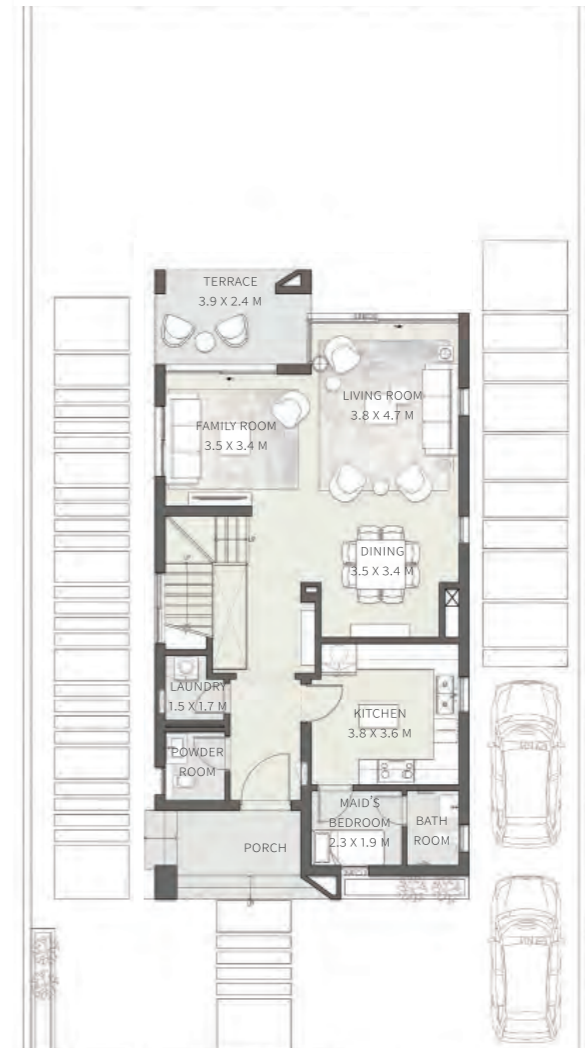 TERRACE
3.9 X 2.4 M
LIVING ROOM
3.8 X 4.7 M
FAMILY ROOM
3.5 X 3.4 M
DINING
3.5 X 3.4 M
LAUNDRY
1.5 X 1.7 M
KITCHEN
3.8 X 3.6 M
POWDER
ROOM
MAID'S
BEDROOM
2.3 X 1.9 M
BATH
ROOM
PORCH